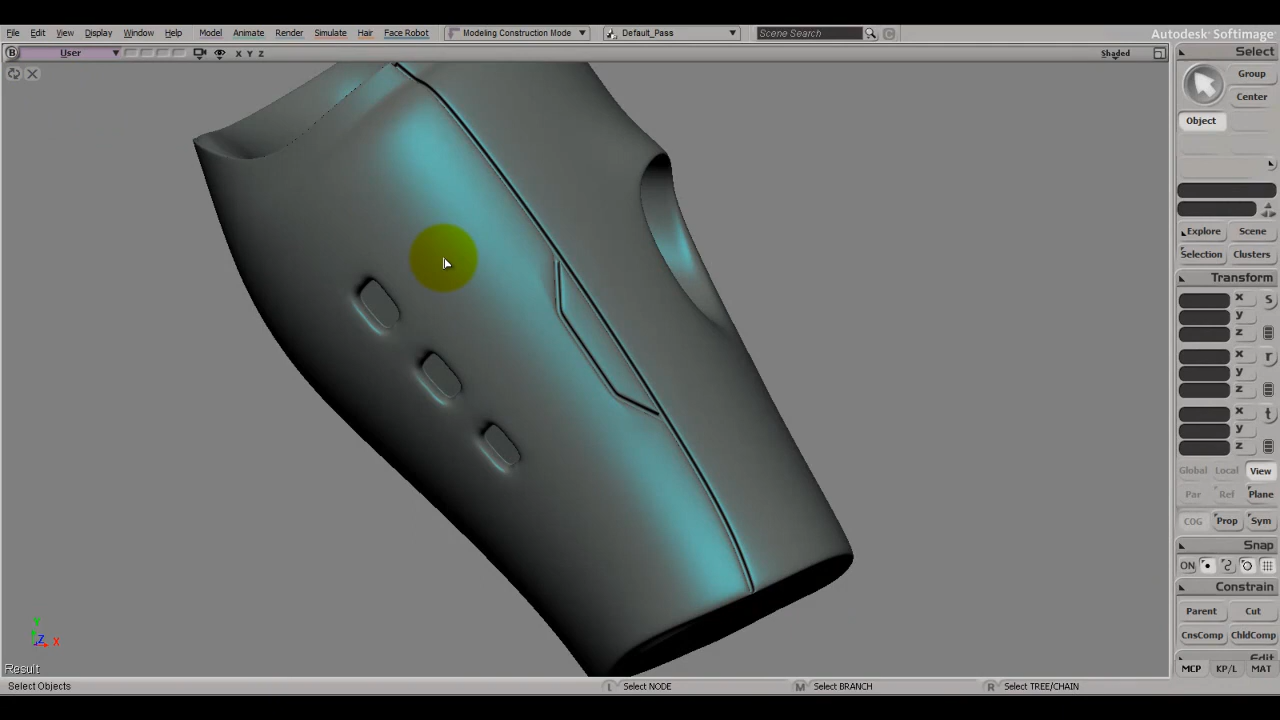 File Edit View Display Window Help Model Animate Render Simulate Hair Face Robot Modeling Construction Mode Default_Pass Scene Search C Autodesk® Softimage®
B User X Y Z Shaded Select
Group
Center
Object
Explore Scene
Selection Clusters
Transform
x s
y
z
x r
y
z
x t
y
z
Global Local View
Par Ref Plane
COG Prop Sym
Snap
ON
Constrain
Parent Cut
CnsComp ChldComp
Edit
MCP KP/L MAT
Y
Z X
Result
Select Objects L Select NODE M Select BRANCH R Select TREE/CHAIN